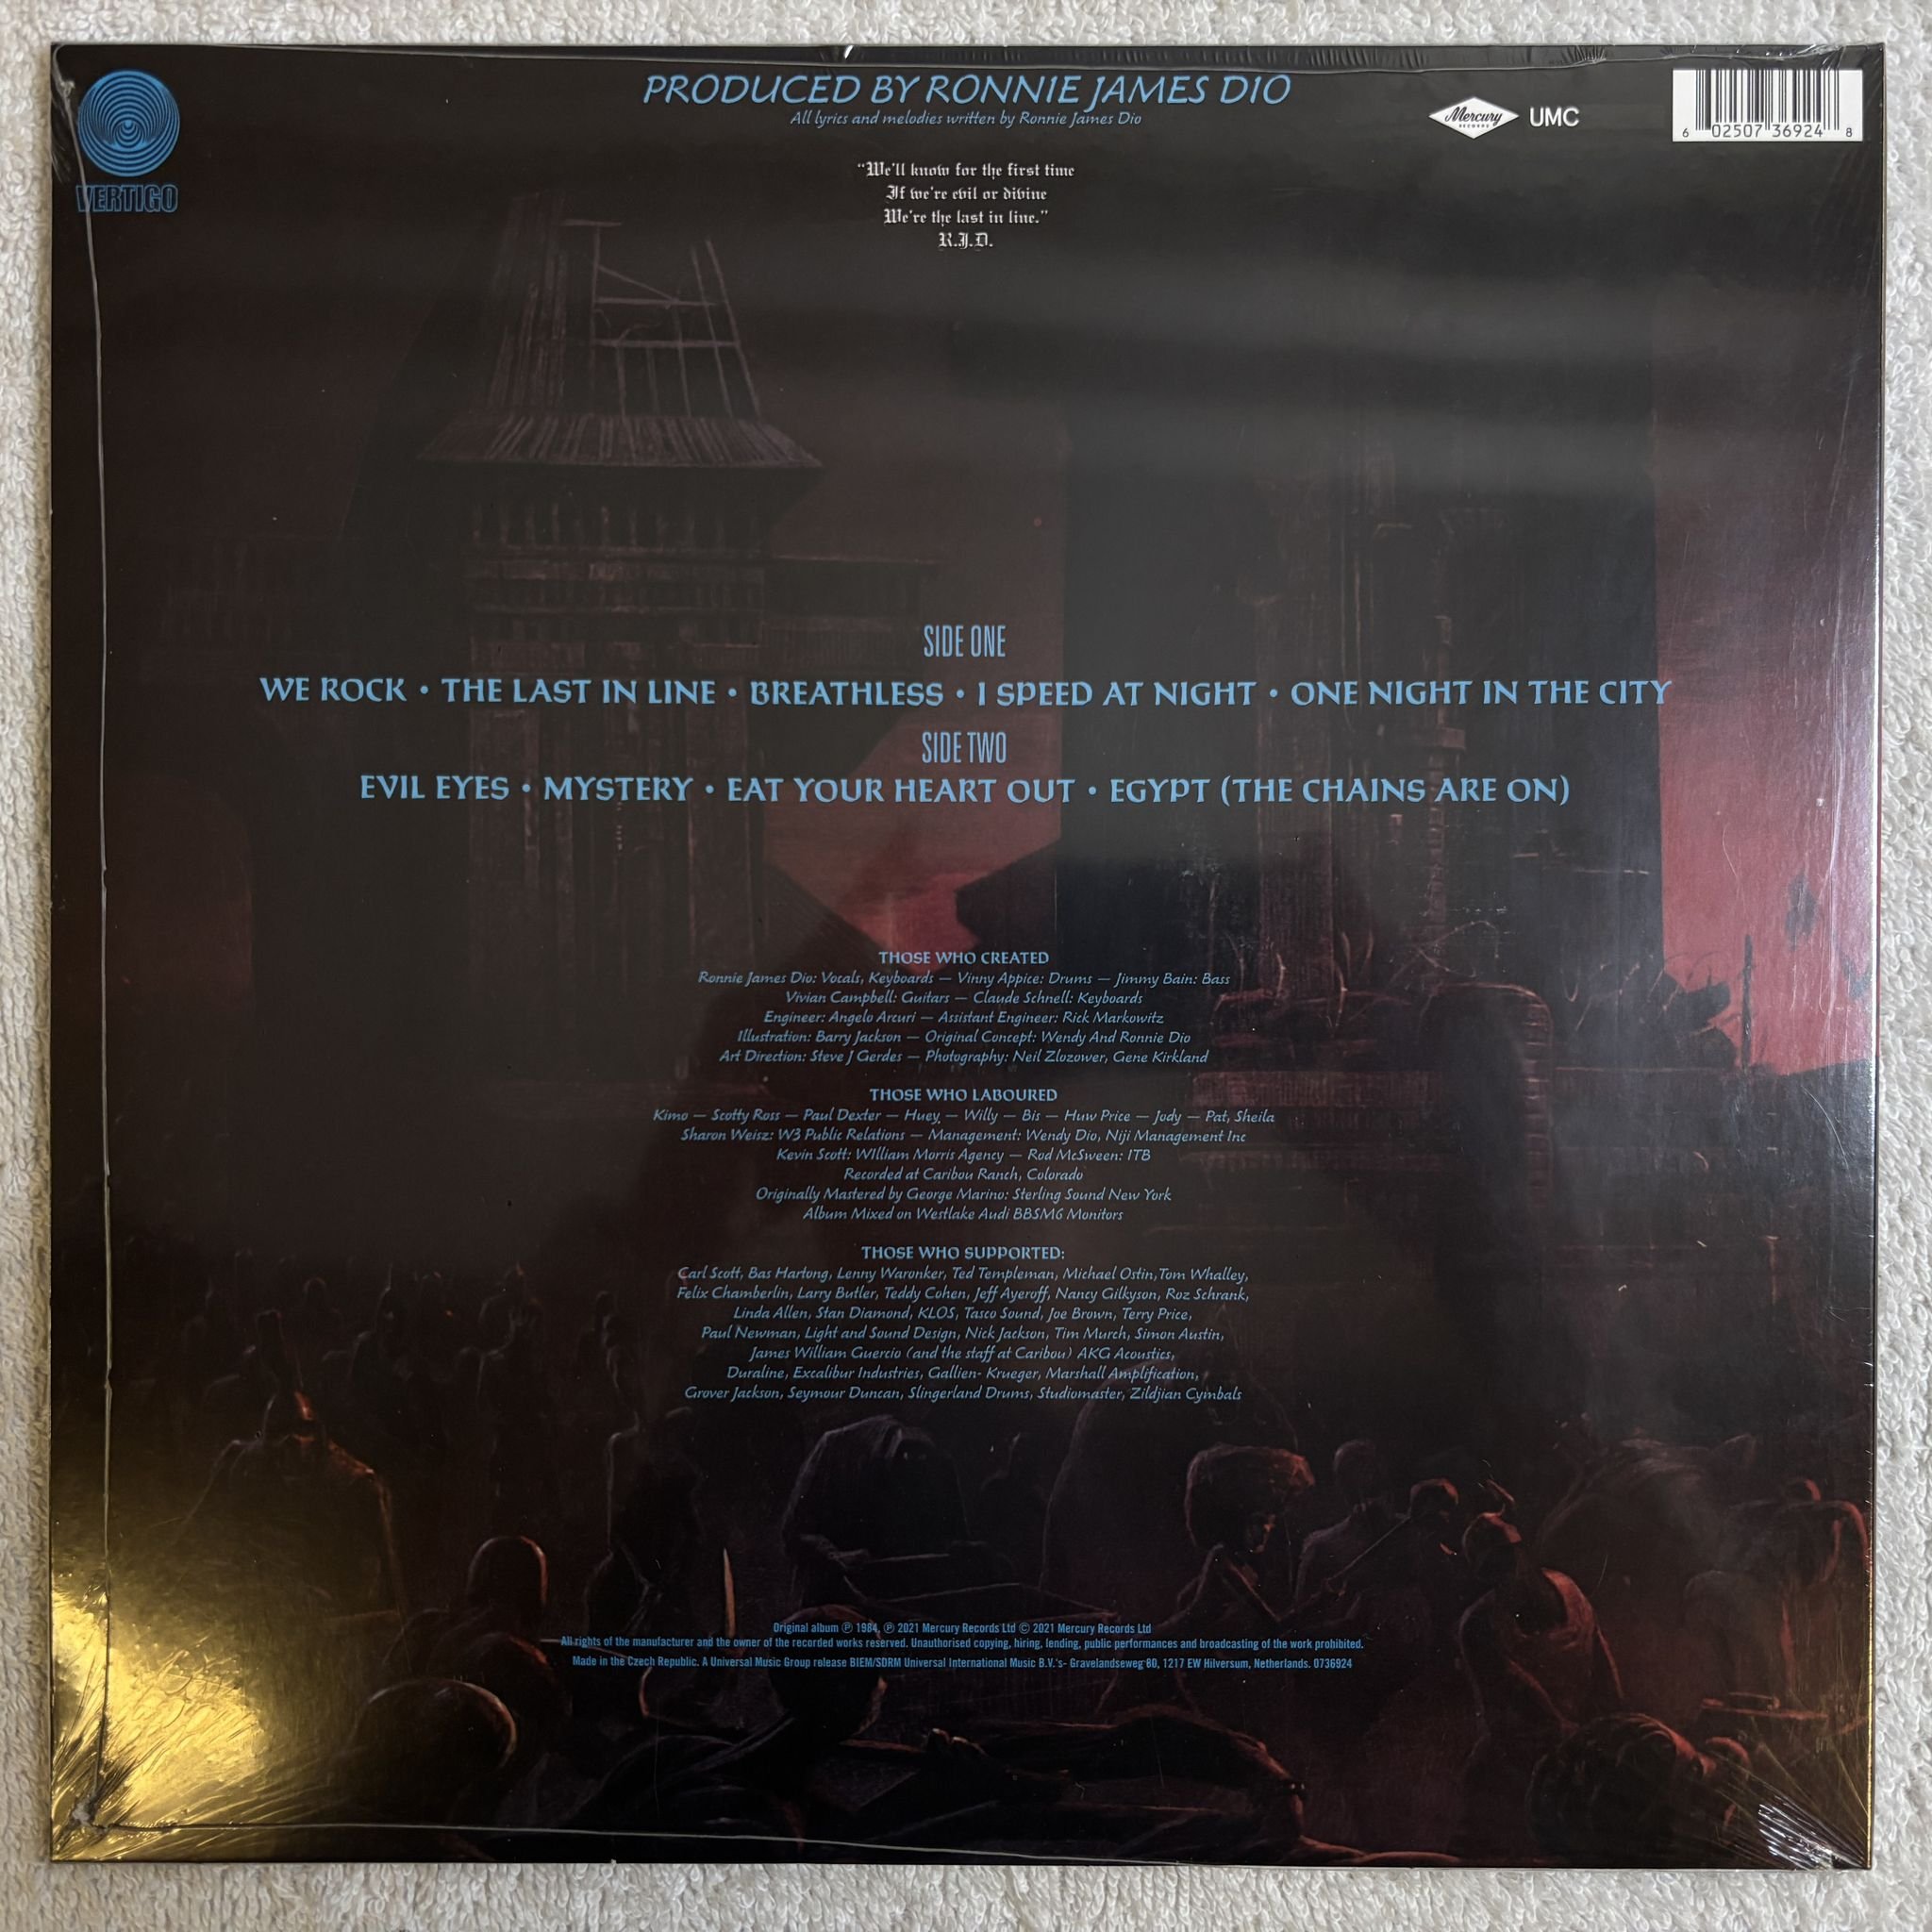 VERTIGO
PRODUCED BY RONNIE JAMES DIO
All lyrics and melodies written by Ronnie James Dio
Mercury
RECORDS
UMC
6 02507 36924 8
"We'll know for the first time
If we're evil or divine
We're the last in line."
R.J.D.
SIDE ONE
WE ROCK • THE LAST IN LINE • BREATHLESS • I SPEED AT NIGHT • ONE NIGHT IN THE CITY
SIDE TWO
EVIL EYES • MYSTERY • EAT YOUR HEART OUT • EGYPT (THE CHAINS ARE ON)
THOSE WHO CREATED
Ronnie James Dio: Vocals, Keyboards — Vinny Appice: Drums — Jimmy Bain: Bass
Vivian Campbell: Guitars — Claude Schnell: Keyboards
Engineer: Angelo Arcuri — Assistant Engineer: Rick Markowitz
Illustration: Barry Jackson — Original Concept: Wendy And Ronnie Dio
Art Direction: Steve J Gerdes — Photography: Neil Zlozower, Gene Kirkland
THOSE WHO LABOURED
Kimo — Scotty Ross — Paul Dexter — Huey, — Willy — Bis — Huw Price — Jody — Pat, Sheila
Sharon Weisz: W3 Public Relations — Management: Wendy Dio, Niji Management Inc
Kevin Scott: WIlliam Morris Agency — Rod McSween: ITB
Recorded at Caribou Ranch, Colorado
Originally Mastered by George Marino: Sterling Sound New York
Album Mixed on Westlake Audi BBSM6 Monitors
THOSE WHO SUPPORTED:
Carl Scott, Bas Hartong, Lenny Waronker, Ted Templeman, Michael Ostin,Tom Whalley,
Felix Chamberlin, Larry Butler, Teddy Cohen, Jeff Ayeroff, Nancy Gilkyson, Roz Schrank,
Linda Allen, Stan Diamond, KLOS, Tasco Sound, Joe Brown, Terry Price,
Paul Newman, Light and Sound Design, Nick Jackson, Tim Murch, Simon Austin,
James William Guercio (and the staff at Caribou) AKG Acoustics,
Duraline, Excalibur Industries, Gallien- Krueger, Marshall Amplification,
Grover Jackson, Seymour Duncan, Slingerland Drums, Studiomaster, Zildjian Cymbals
Original album ℗ 1984, ℗ 2021 Mercury Records Ltd © 2021 Mercury Records Ltd
All rights of the manufacturer and the owner of the recorded works reserved. Unauthorised copying, hiring, lending, public performances and broadcasting of the work prohibited.
Made in the Czech Republic. A Universal Music Group release BIEM/SDRM Universal International Music B.V.'s- Gravelandseweg 80, 1217 EW Hilversum, Netherlands. 0736924